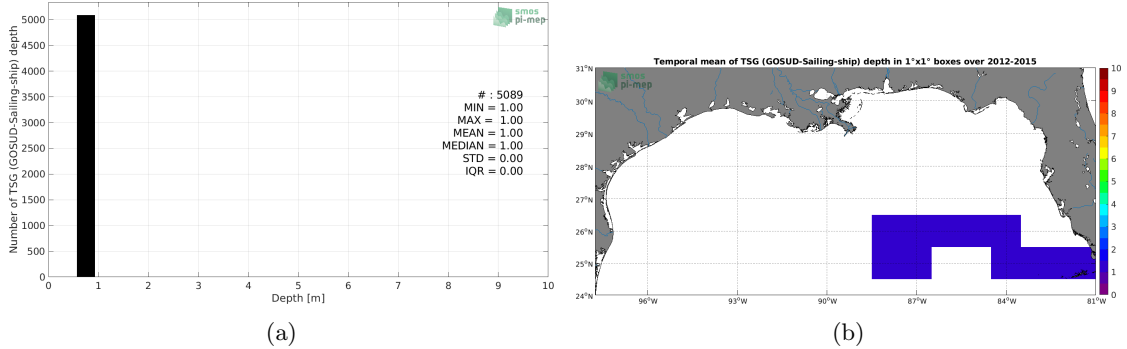 5000
4500
4000
3500
3000
2500
2000
1500
1000
500
0
Number of TSG (GOSUD-Sailing-ship) depth
smos
pi-mep
# : 5089
MIN = 1.00
MAX = 1.00
MEAN = 1.00
MEDIAN = 1.00
STD = 0.00
IQR = 0.00
0 1 2 3 4 5 6 7 8 9 10
Depth [m]
(a)
Temporal mean of TSG (GOSUD-Sailing-ship) depth in 1°x1° boxes over 2012-2015
smos
pi-mep
31°N
30°N
29°N
28°N
27°N
26°N
25°N
24°N
96°W 93°W 90°W 87°W 84°W 81°W
10
9
8
7
6
5
4
3
2
1
0
(b)